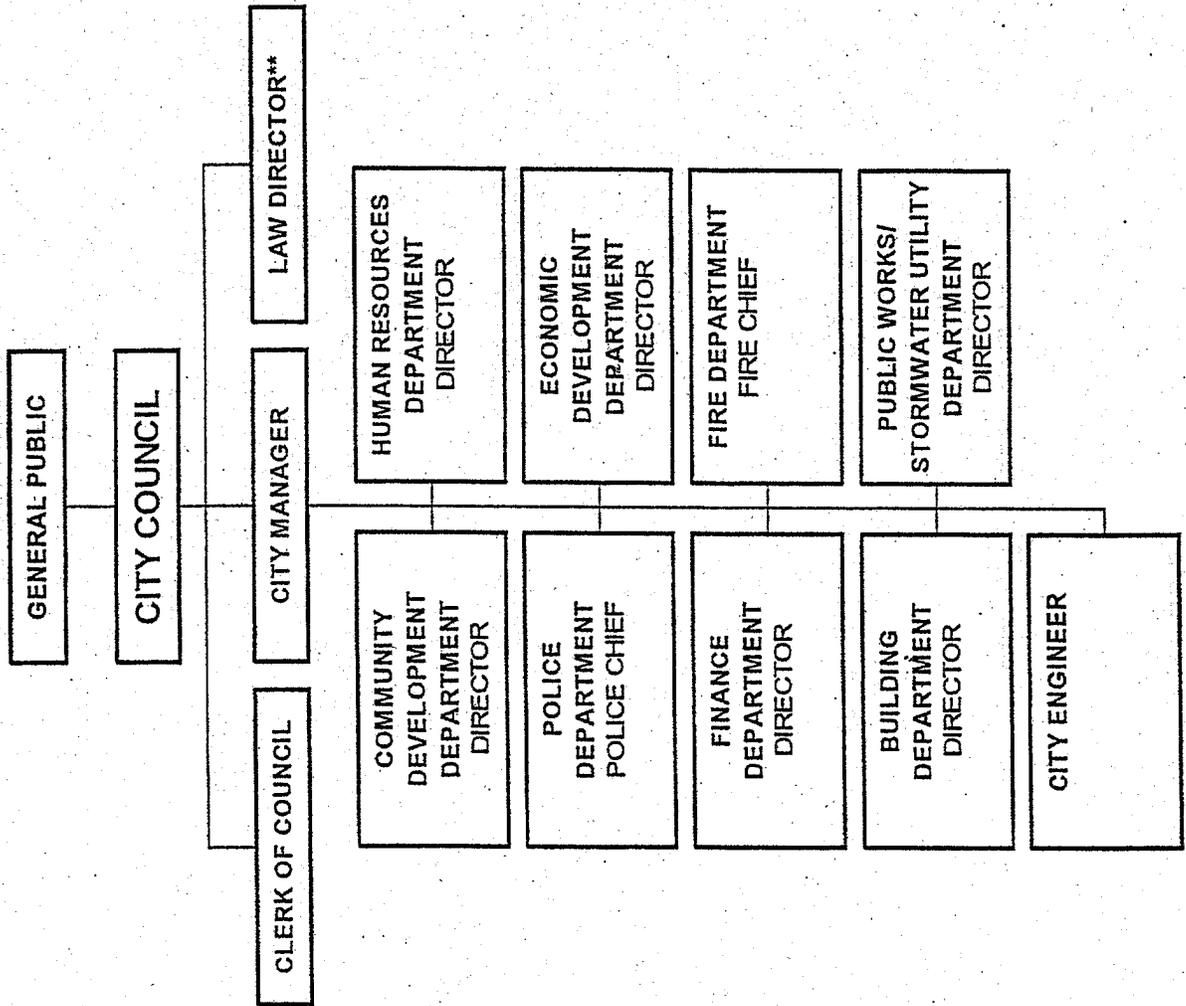 GENERAL PUBLIC
CITY COUNCIL
CLERK OF COUNCIL
CITY MANAGER
LAW DIRECTOR**
COMMUNITY
DEVELOPMENT
DEPARTMENT
DIRECTOR
HUMAN RESOURCES
DEPARTMENT
DIRECTOR
POLICE
DEPARTMENT
POLICE CHIEF
ECONOMIC
DEVELOPMENT
DEPARTMENT
DIRECTOR
FINANCE
DEPARTMENT
DIRECTOR
FIRE DEPARTMENT
FIRE CHIEF
BUILDING
DEPARTMENT
DIRECTOR
PUBLIC WORKS/
STORMWATER UTILITY
DEPARTMENT
DIRECTOR
CITY ENGINEER